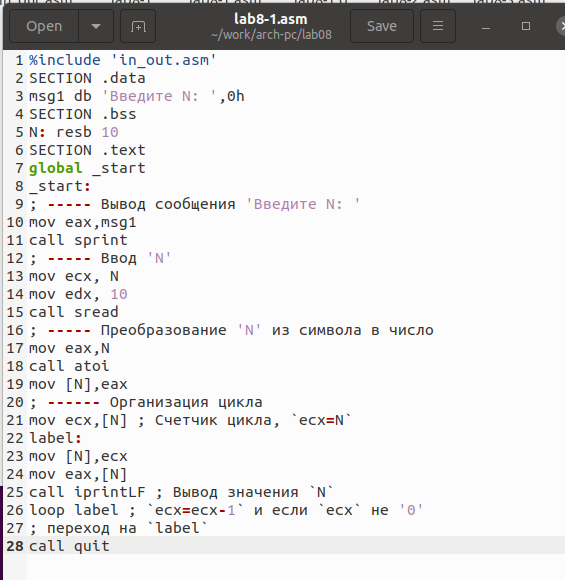 Open
lab8-1.asm
~/work/arch-pc/lab08
Save
1 %include 'in_out.asm'
2 SECTION .data
3 msg1 db 'Введите N: ',0h
4 SECTION .bss
5 N: resb 10
6 SECTION .text
7 global _start
8 _start:
9 ; ----- Вывод сообщения 'Введите N: '
10 mov eax,msg1
11 call sprint
12 ; ----- Ввод 'N'
13 mov ecx, N
14 mov edx, 10
15 call sread
16 ; ----- Преобразование 'N' из символа в число
17 mov eax,N
18 call atoi
19 mov [N],eax
20 ; ------ Организация цикла
21 mov ecx,[N] ; Счетчик цикла, `ecx=N`
22 label:
23 mov [N],ecx
24 mov eax,[N]
25 call iprintLF ; Вывод значения `N`
26 loop label ; `ecx=ecx-1` и если `ecx` не '0'
27 ; переход на `label`
28 call quit